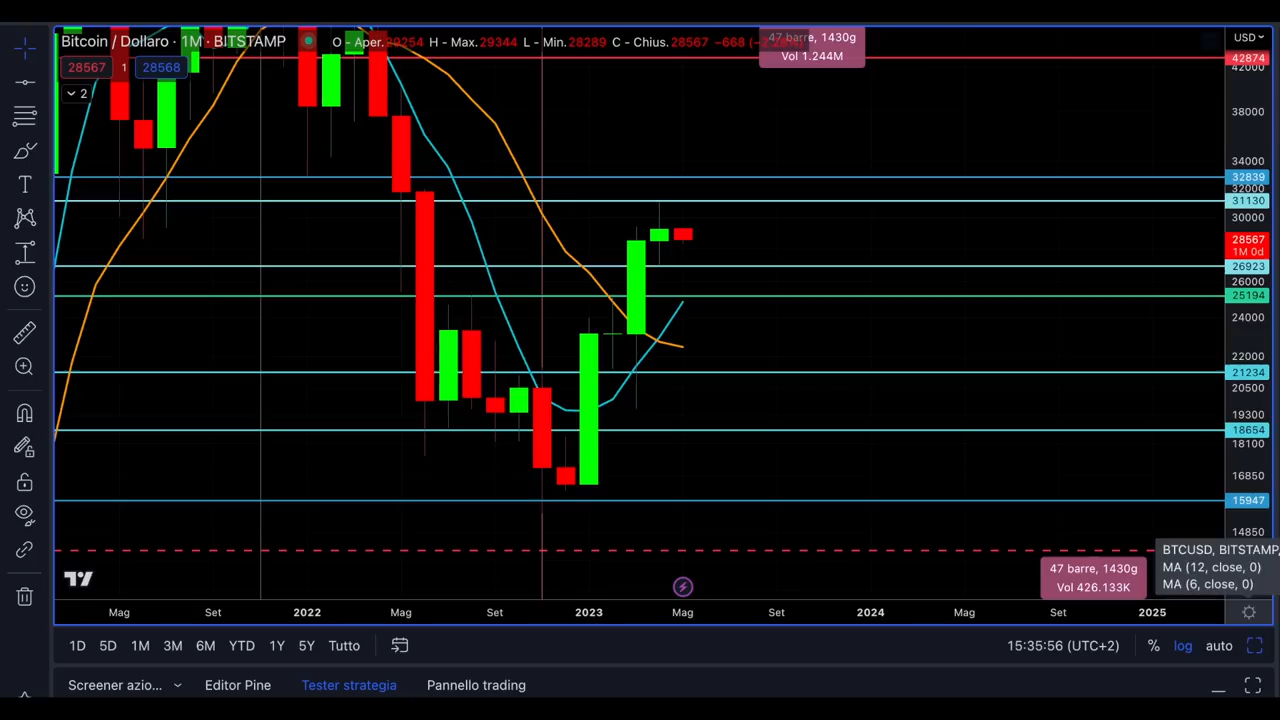 Bitcoin / Dollaro · 1M · BITSTAMP
O - Aper.29254 H - Max.29344 L - Min.28289 C - Chius.28567 −668
28567 1 28568
2
47 barre, 1430g
Vol 1.244M
USD
42874
42000
38000
34000
32839
32000
31130
30000
28567
1M 0d
26923
26000
25194
24000
22000
21234
20500
19300
18654
18100
16850
15947
14850
BTCUSD, BITSTAMP,
MA (12, close, 0)
MA (6, close, 0)
47 barre, 1430g
Vol 426.133K
Mag Set 2022 Mag Set 2023 Mag Set 2024 Mag Set 2025
1D 5D 1M 3M 6M YTD 1Y 5Y Tutto
15:35:56 (UTC+2) % log auto
Screener azio... Editor Pine Tester strategia Pannello trading